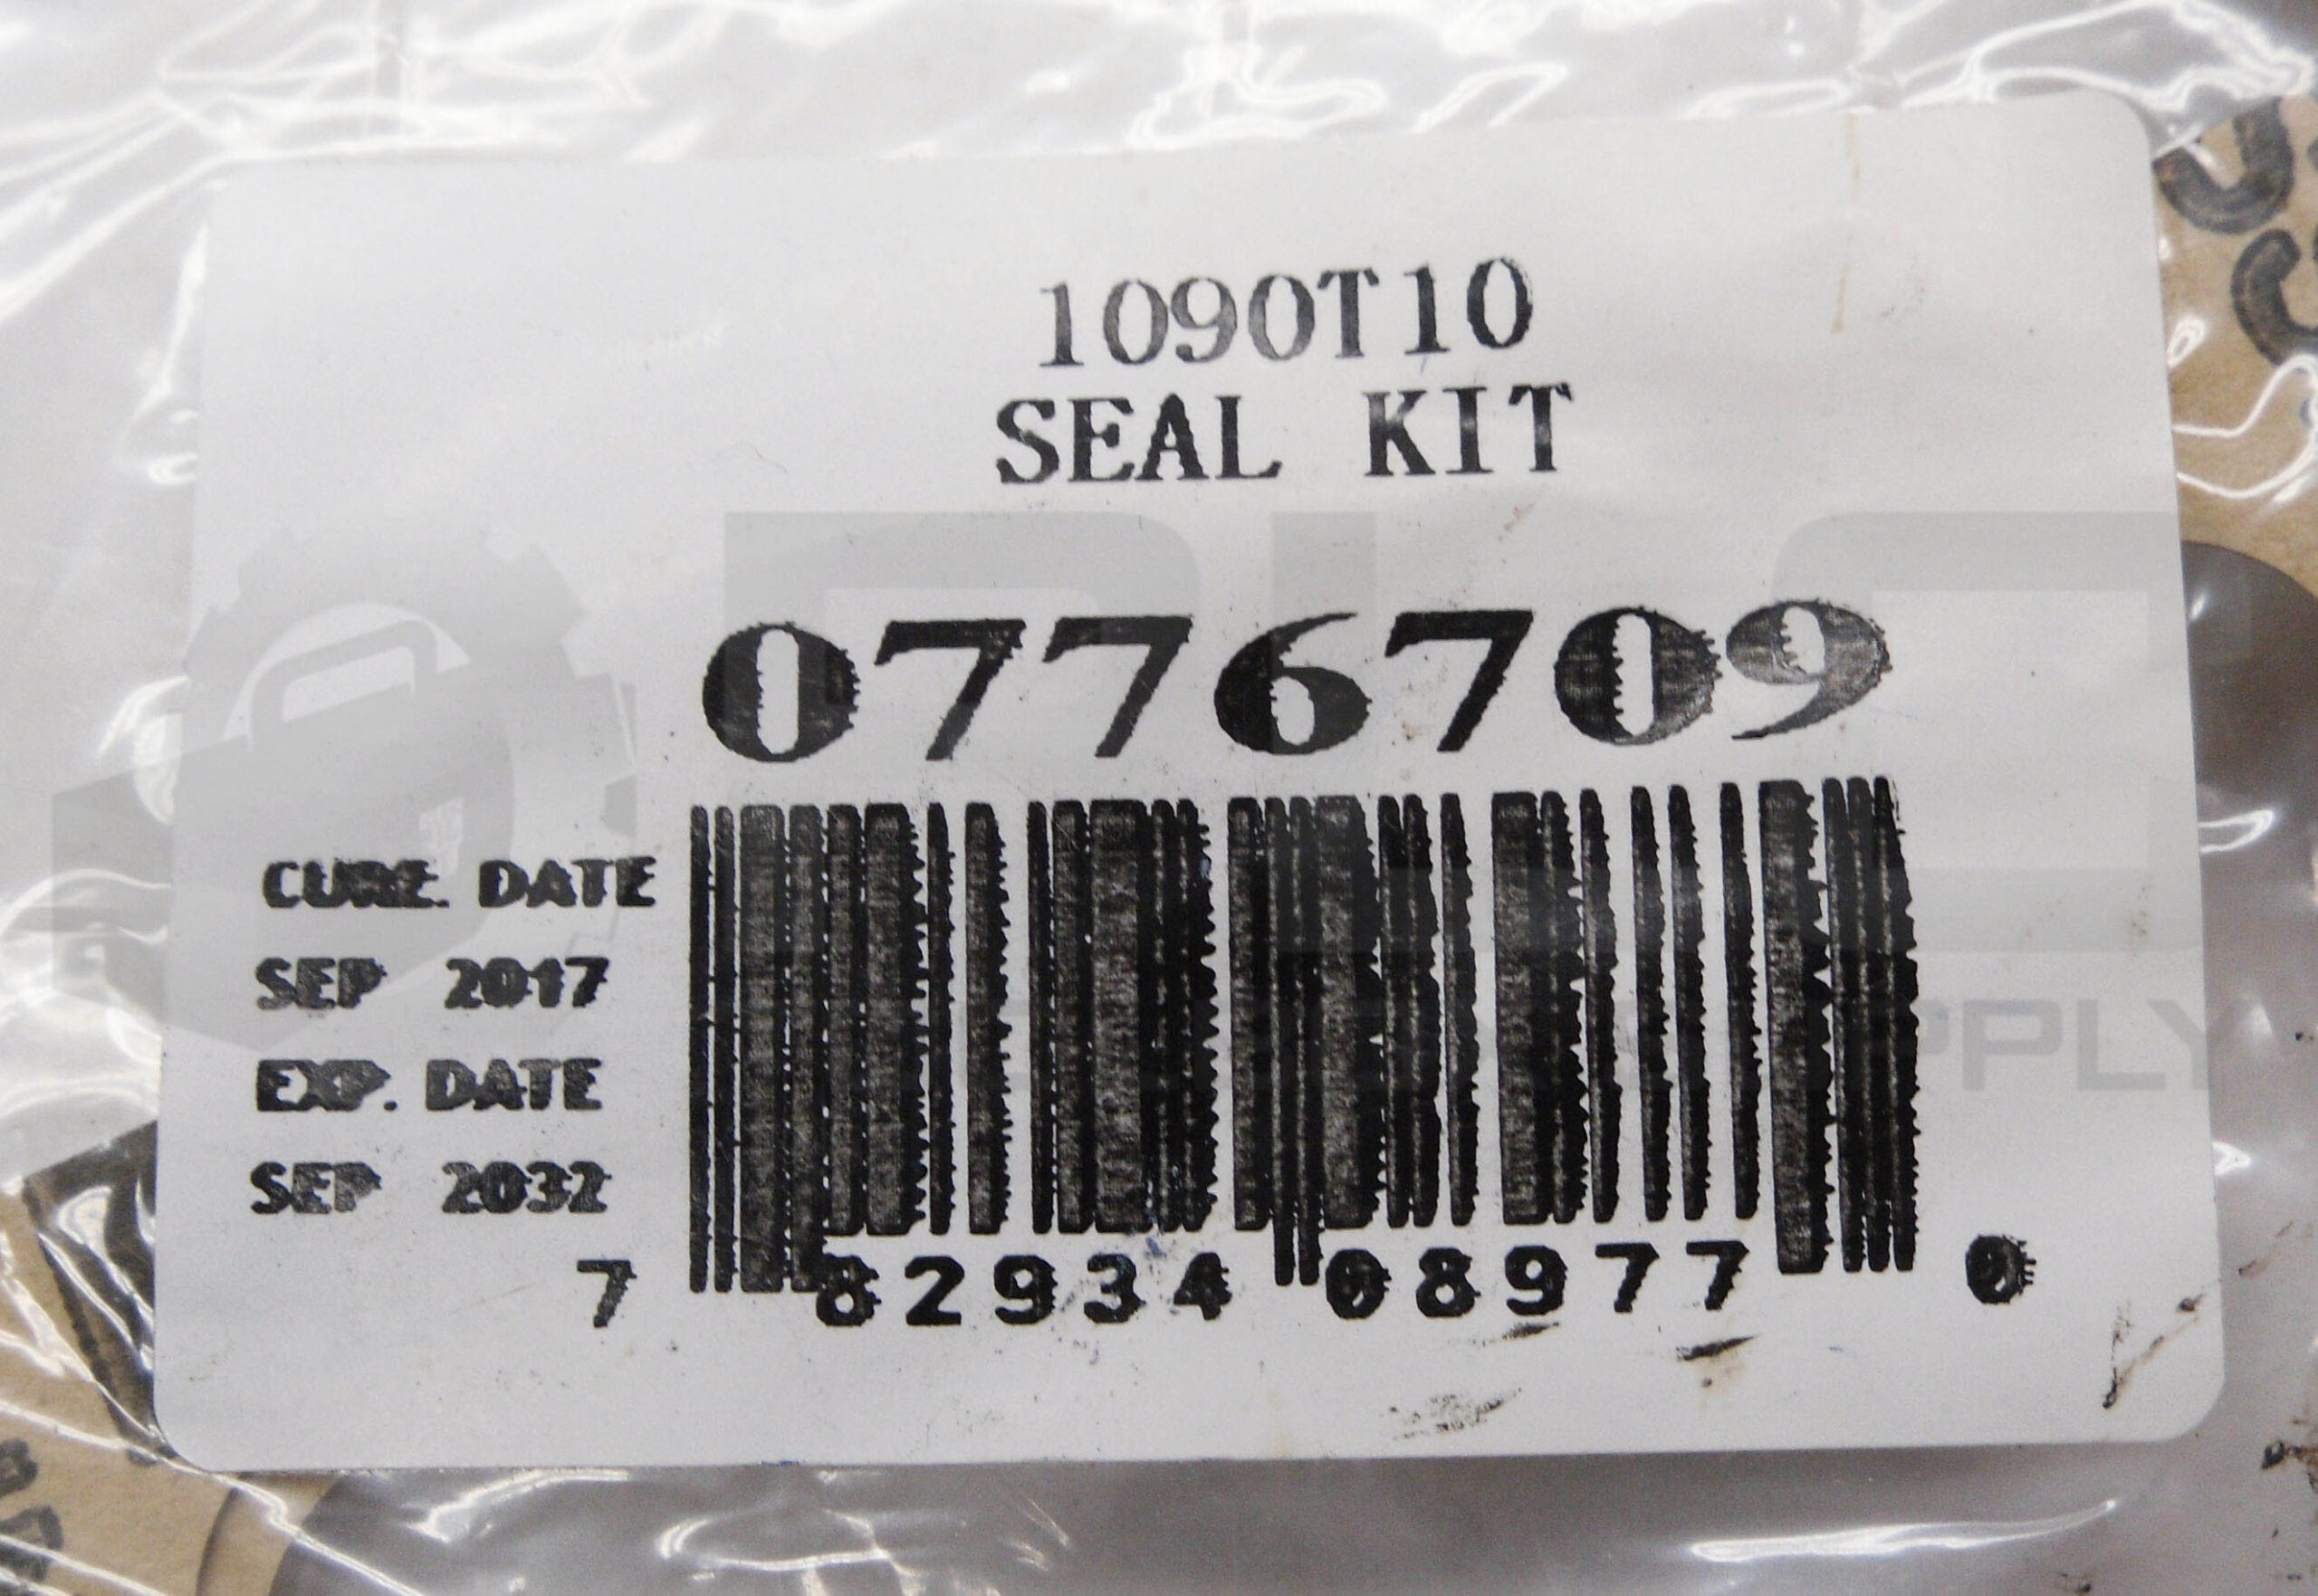 1090T10
SEAL KIT
0776709
CURE. DATE
SEP 2017
EXP. DATE
SEP 2032
7 82934 08977 0